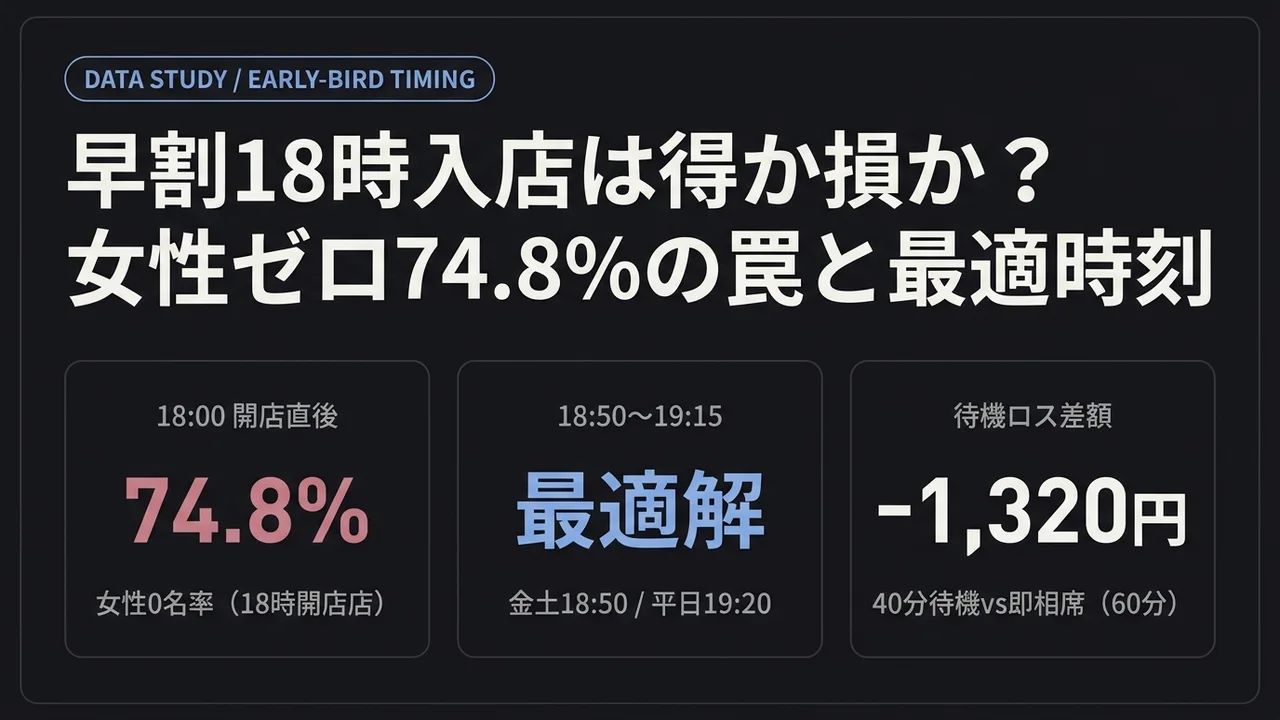 DATA STUDY / EARLY-BIRD TIMING
早割18時入店は得か損か？
女性ゼロ74.8%の罠と最適時刻
18:00 開店直後
74.8%
女性0名率（18時開店店）
18:50〜19:15
最適解
金土18:50 / 平日19:20
待機ロス差額
−1,320円
40分待機vs即相席（60分）